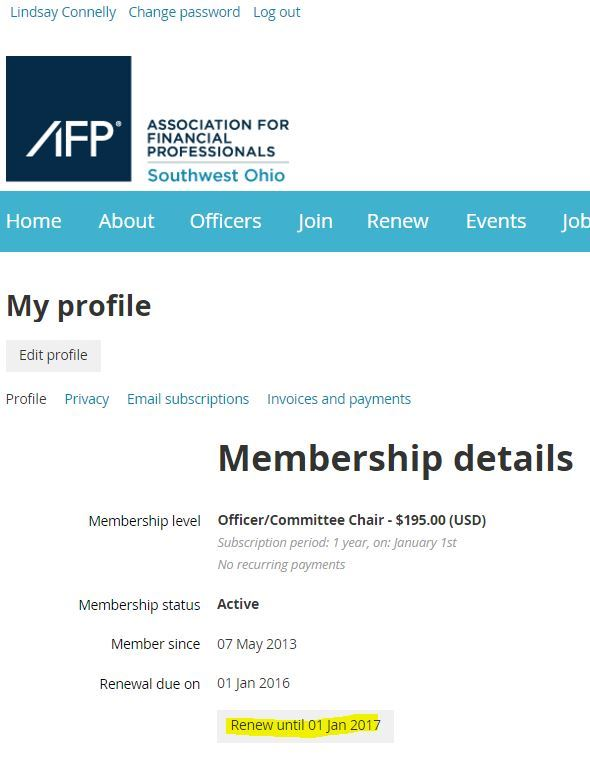 Lindsay Connelly Change password Log out
AFP®
ASSOCIATION FOR
FINANCIAL
PROFESSIONALS
Southwest Ohio
Home About Officers Join Renew Events Job
My profile
Edit profile
Profile Privacy Email subscriptions Invoices and payments
Membership details
Membership level Officer/Committee Chair - $195.00 (USD)
Subscription period: 1 year, on: January 1st
No recurring payments
Membership status Active
Member since 07 May 2013
Renewal due on 01 Jan 2016
Renew until 01 Jan 2017